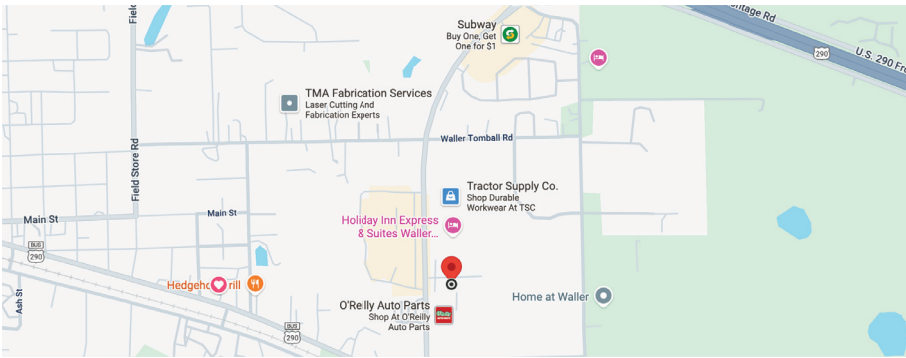 Field
ntage Rd
Subway
Buy One, Get
One for $1
290
U.S. 290 Fro
TMA Fabrication Services
Laser Cutting And
Fabrication Experts
Waller Tomball Rd
Field Store Rd
Tractor Supply Co.
Shop Durable
Workwear At TSC
Main St
Main St
Holiday Inn Express
& Suites Waller...
BUS
290
Hedgeho rill
Home at Waller
Ash St
O'Reilly Auto Parts
Shop At O'Reilly
Auto Parts
BUS
290